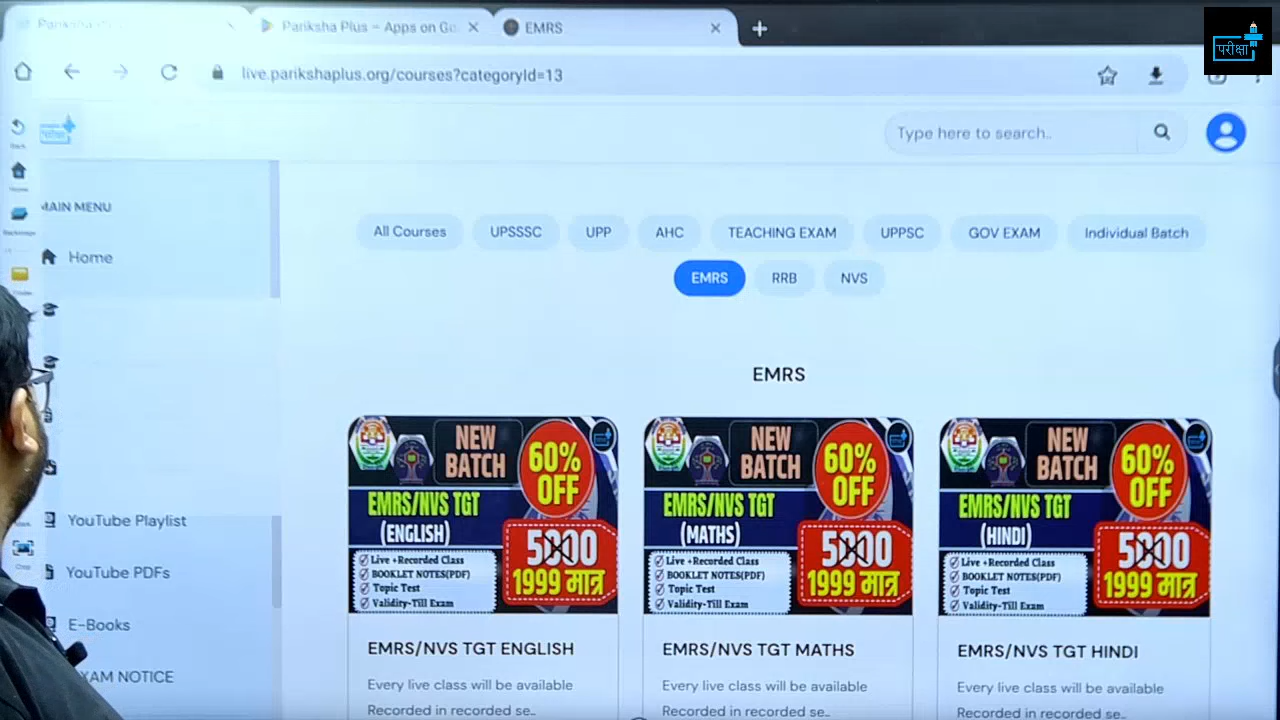 Pariksha Plus – Apps on Go
EMRS
परीक्षा
live.parikshaplus.org/courses?categoryId=13
Type here to search..
Back
Home
MAIN MENU
Home
All Courses
UPSSSC
UPP
AHC
TEACHING EXAM
UPPSC
GOV EXAM
Individual Batch
EMRS
RRB
NVS
EMRS
NEW BATCH
60% OFF
EMRS/NVS TGT
(ENGLISH)
5000
1999 मात्र
Live +Recorded Class
BOOKLET NOTES(PDF)
Topic Test
Validity-Till Exam
NEW BATCH
60% OFF
EMRS/NVS TGT
(MATHS)
5000
1999 मात्र
Live +Recorded Class
BOOKLET NOTES(PDF)
Topic Test
Validity-Till Exam
NEW BATCH
60% OFF
EMRS/NVS TGT
(HINDI)
5000
1999 मात्र
Live +Recorded Class
BOOKLET NOTES(PDF)
Topic Test
Validity-Till Exam
YouTube Playlist
YouTube PDFs
E-Books
EXAM NOTICE
EMRS/NVS TGT ENGLISH
Every live class will be available
Recorded in recorded se..
EMRS/NVS TGT MATHS
Every live class will be available
Recorded in recorded se..
EMRS/NVS TGT HINDI
Every live class will be available
Recorded in recorded se..